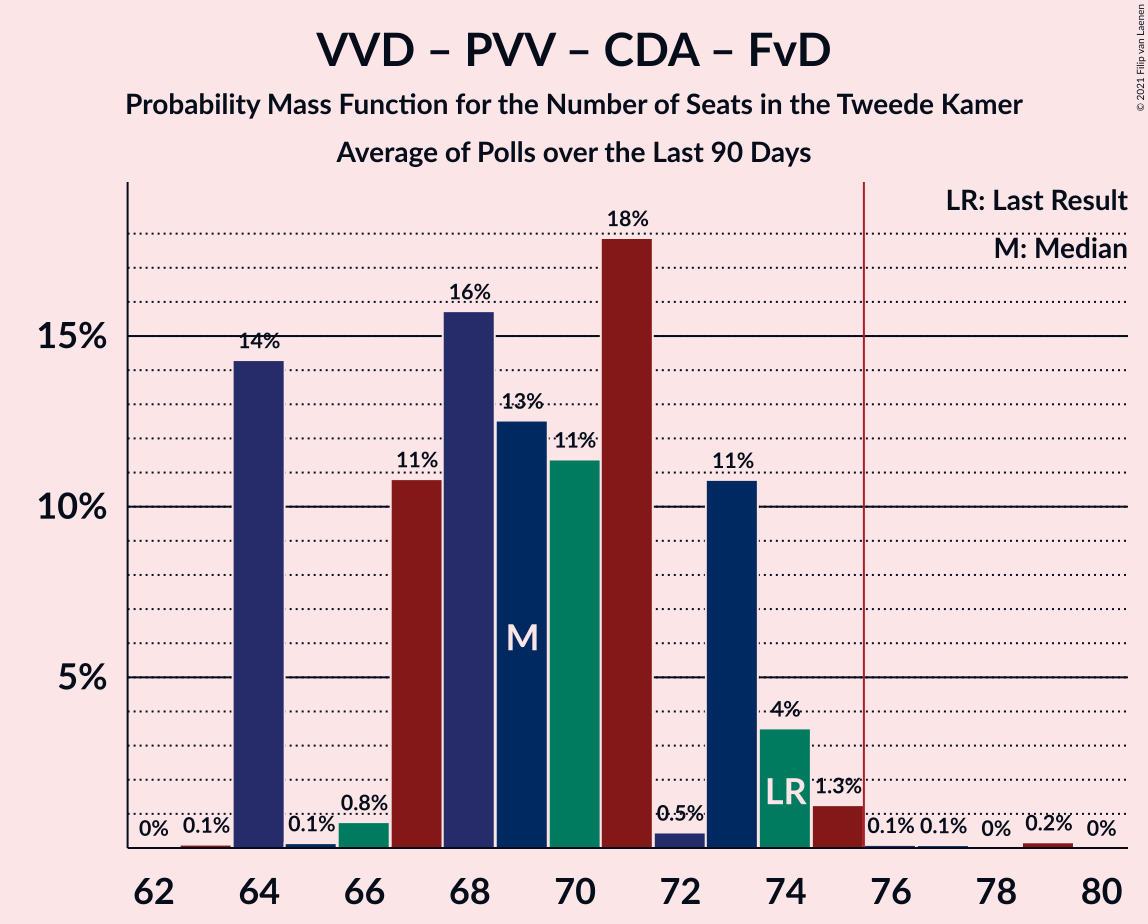 VVD – PVV – CDA – FvD
Probability Mass Function for the Number of Seats in the Tweede Kamer
Average of Polls over the Last 90 Days
© 2021 Filip van Laenen
LR: Last Result
M: Median
15%
10%
5%
0%
0.1%
14%
0.1%
0.8%
11%
16%
13%
11%
18%
0.5%
11%
4%
1.3%
0.1%
0.1%
0%
0.2%
0%
M
LR
62 64 66 68 70 72 74 76 78 80